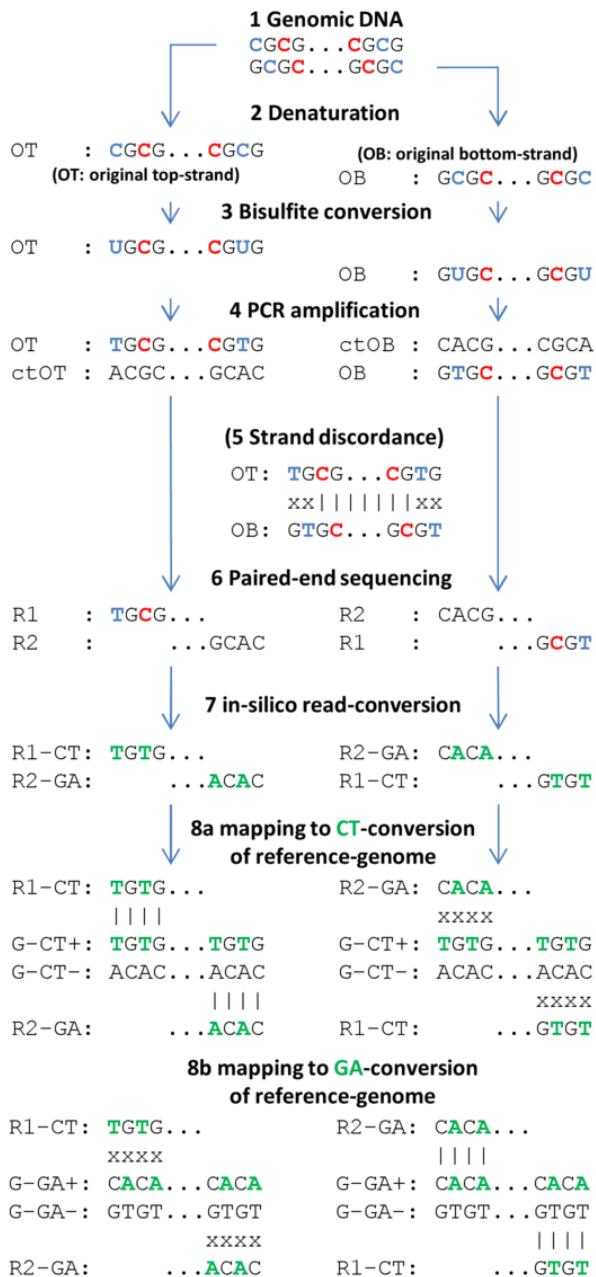 1 Genomic DNA
CGCG...CGCG
GCGC...GCGC
2 Denaturation
OT : CGCG...CGCG
(OT: original top-strand)
(OB: original bottom-strand)
OB : GCGC...GCGC
3 Bisulfite conversion
OT : UGCG...CGUG
OB : GUGC...GCGU
4 PCR amplification
OT : TGCG...CGTG ctOB : CACG...CGCA
ctOT : ACGC...GCAC OB : GTGC...GCGT
(5 Strand discordance)
OT: TGCG...CGTG
xx|||||||xx
OB: GTGC...GCGT
6 Paired-end sequencing
R1 : TGCG... R2 : CACG...
R2 : ...GCAC R1 : ...GCGT
7 in-silico read-conversion
R1-CT: TGTG... R2-GA: CACA...
R2-GA: ...ACAC R1-CT: ...GTGT
8a mapping to CT-conversion
of reference-genome
R1-CT: TGTG... R2-GA: CACA...
|||| xxxx
G-CT+: TGTG...TGTG G-CT+: TGTG...TGTG
G-CT-: ACAC...ACAC G-CT-: ACAC...ACAC
|||| xxxx
R2-GA: ...ACAC R1-CT: ...GTGT
8b mapping to GA-conversion
of reference-genome
R1-CT: TGTG... R2-GA: CACA...
xxxx ||||
G-GA+: CACA...CACA G-GA+: CACA...CACA
G-GA-: GTGT...GTGT G-GA-: GTGT...GTGT
xxxx ||||
R2-GA: ...ACAC R1-CT: ...GTGT